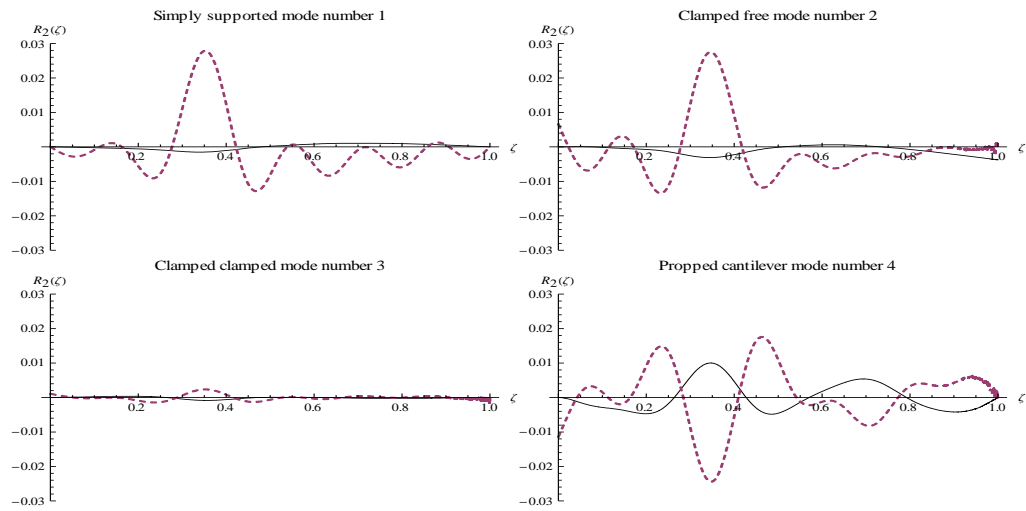 Simply supported mode number 1
R2(ζ)
0.03
0.02
0.01
−0.01
−0.02
−0.03
0.2 0.4 0.6 0.8 1.0 ζ
Clamped free mode number 2
R2(ζ)
0.03
0.02
0.01
−0.01
−0.02
−0.03
0.2 0.4 0.6 0.8 1.0 ζ
Clamped clamped mode number 3
R2(ζ)
0.03
0.02
0.01
−0.01
−0.02
−0.03
0.2 0.4 0.6 0.8 1.0 ζ
Propped cantilever mode number 4
R2(ζ)
0.03
0.02
0.01
−0.01
−0.02
−0.03
0.2 0.4 0.6 0.8 1.0 ζ